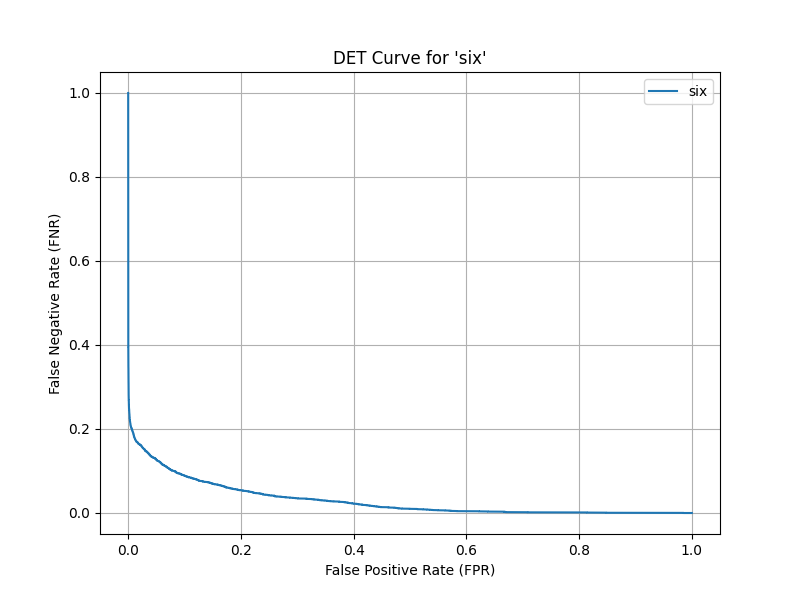 DET Curve for 'six'
six
1.0
0.8
0.6
0.4
0.2
0.0
False Negative Rate (FNR)
0.0 0.2 0.4 0.6 0.8 1.0
False Positive Rate (FPR)